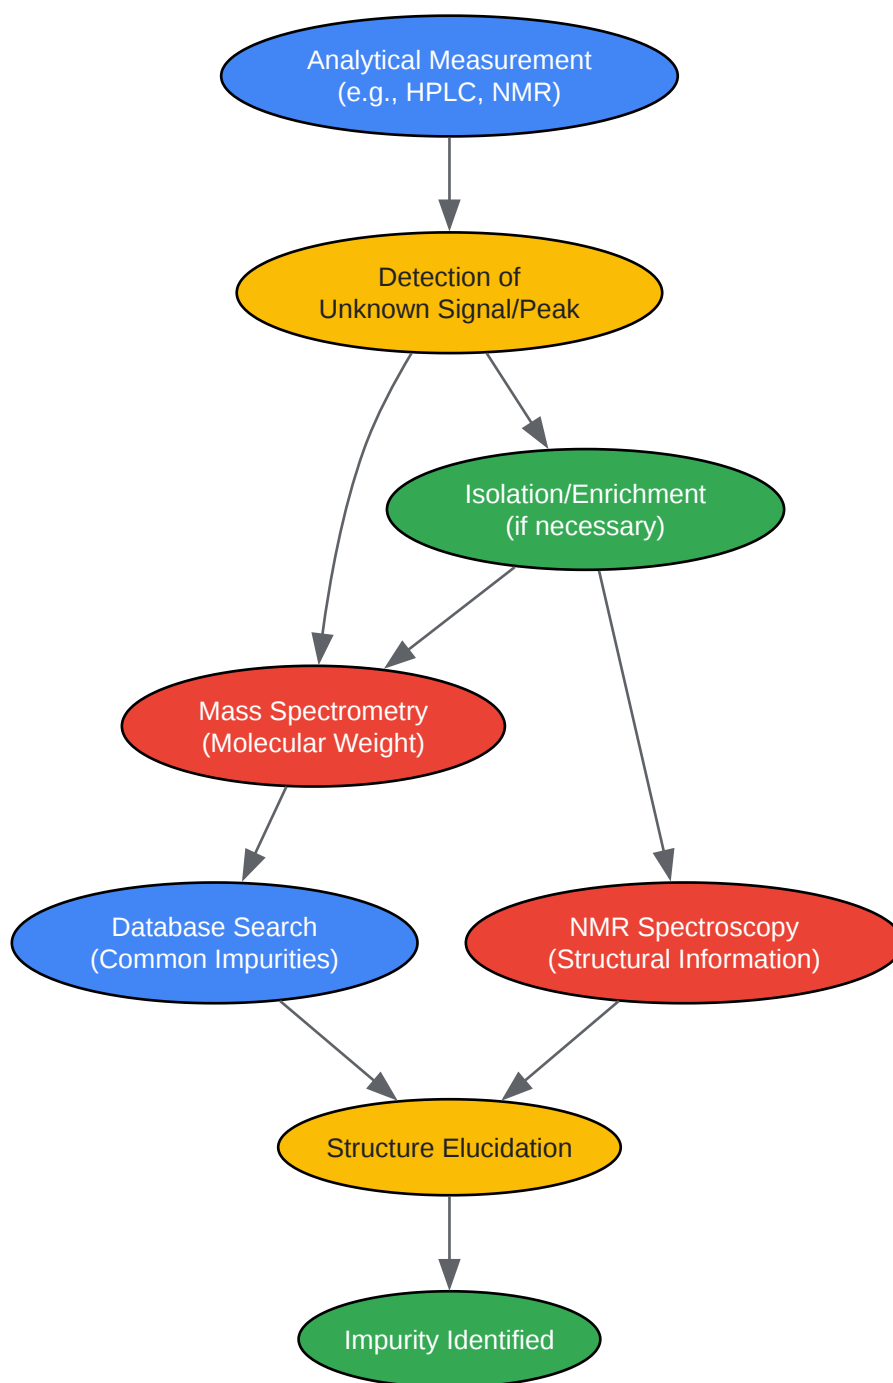 Analytical Measurement
(e.g., HPLC, NMR)
Detection of
Unknown Signal/Peak
Isolation/Enrichment
(if necessary)
Mass Spectrometry
(Molecular Weight)
Database Search
(Common Impurities)
NMR Spectroscopy
(Structural Information)
Structure Elucidation
Impurity Identified